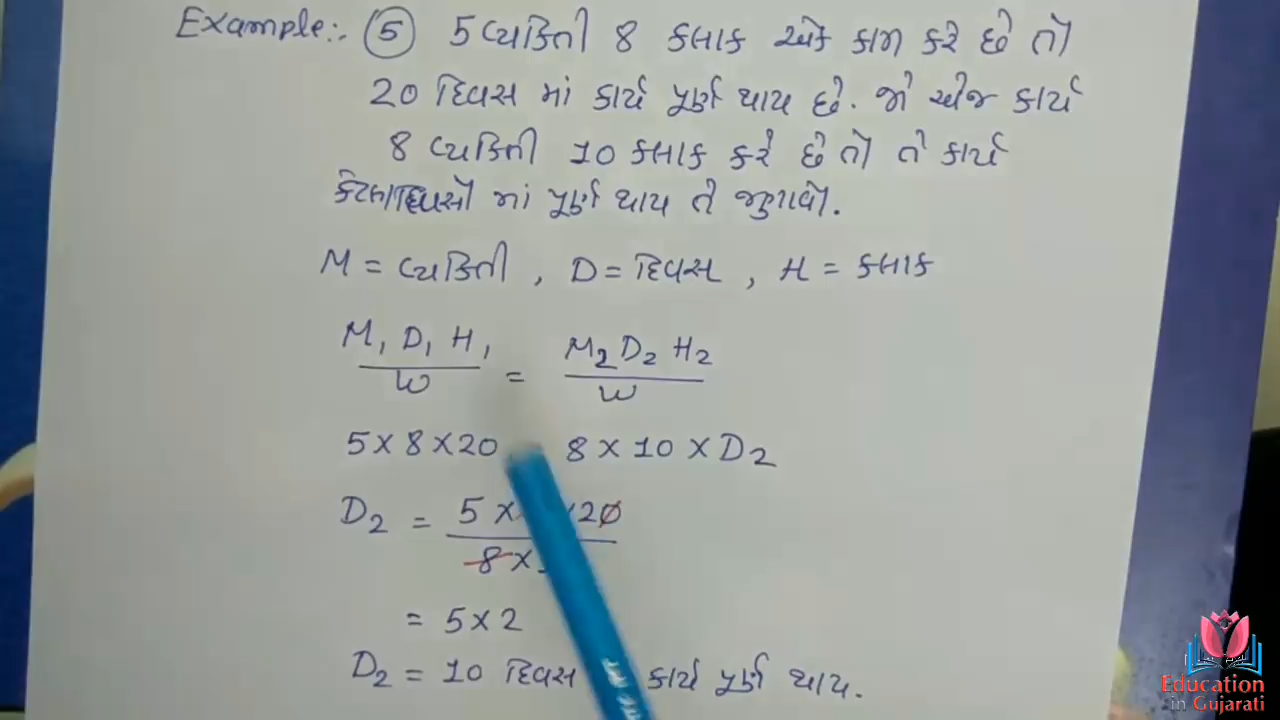 Example:- ⑤ 5 વ્યકિતી 8 કલાક એક કામ કરે છે તો
20 દિવસ માં કાર્ય પૂર્ણ થાય છે. જો એજ કાર્ય
8 વ્યકિતી 10 કલાક કરે છે તો તે કાર્ય
કેટલા દિવસો માં પૂર્ણ થાય તે જણાવો.
M = વ્યકિતી , D = દિવસ , H = કલાક
M₁ D₁ H₁ / W = M₂ D₂ H₂ / W
5 × 8 × 20 8 × 10 × D₂
D₂ = 5 × 20 / 8 ×
= 5 × 2
D₂ = 10 દિવસ કાર્ય પૂર્ણ થાય.
Education
in Gujarati